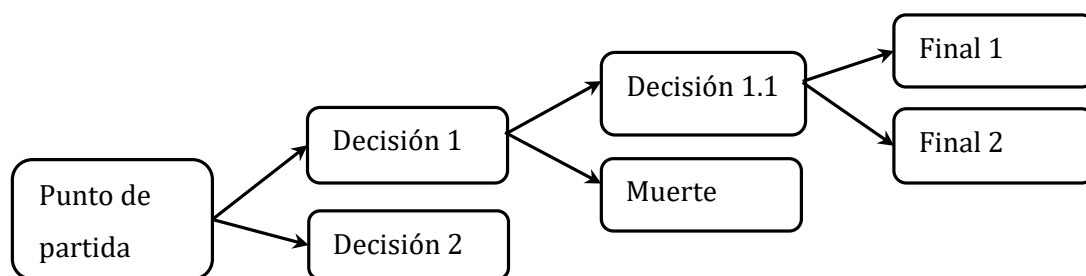 Punto de
partida
Decisión 1
Decisión 2
Decisión 1.1
Muerte
Final 1
Final 2